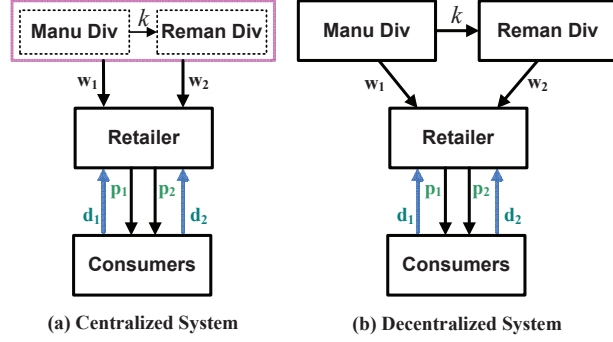 Manu Div k Reman Div
w1 w2
Retailer
p1 p2
d1 d2
Consumers
(a) Centralized System
Manu Div k Reman Div
w1 w2
Retailer
p1 p2
d1 d2
Consumers
(b) Decentralized System